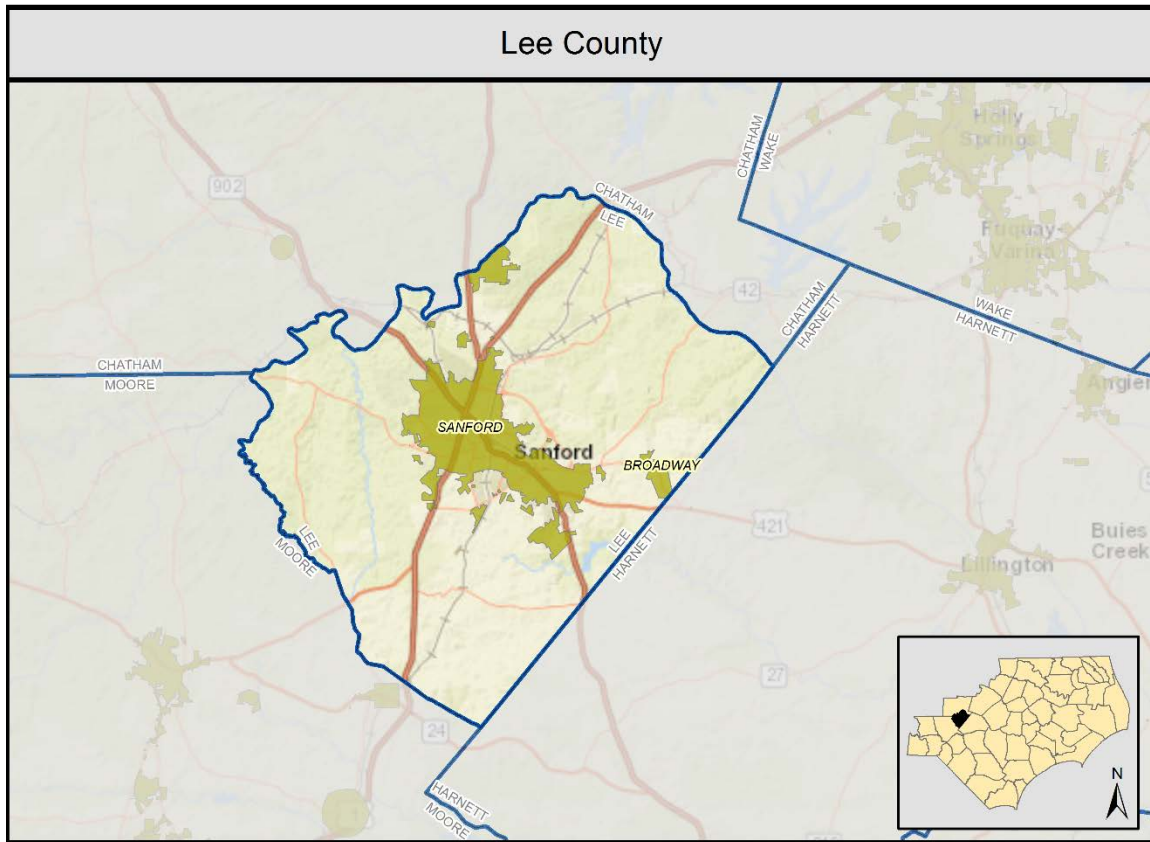 Lee County
Holly
Springs
CHATHAM
WAKE
902
CHATHAM
LEE
Fuquay-
Varina
42
CHATHAM
HARNETT
WAKE
HARNETT
CHATHAM
MOORE
Angier
SANFORD
Sanford
BROADWAY
LEE
MOORE
LEE
HARNETT
421
Buies
Creek
Lillington
27
24
HARNETT
MOORE
N